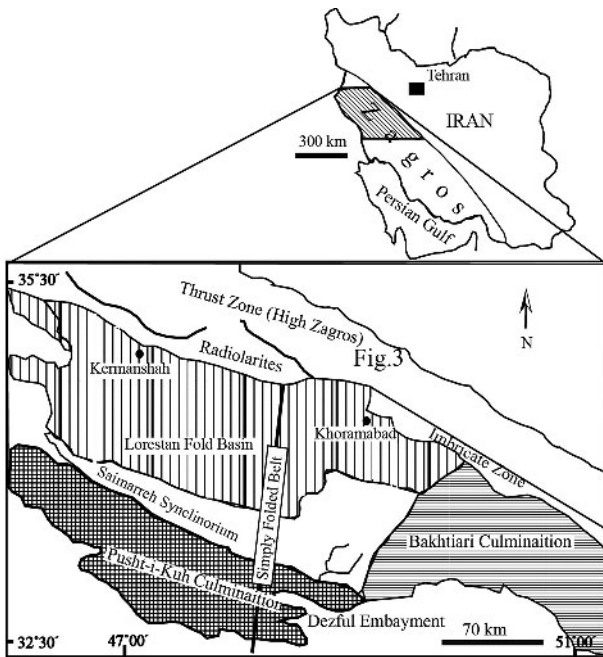 Tehran
IRAN
Zagros
300 km
Persian Gulf
35°30'
Thrust Zone (High Zagros)
N
Fig.3
Radiolarites
Kermanshah
Khoramabad
Imbricate Zone
Lorestan Fold Basin
Saimarreh Synclinorium
Simply Folded Belt
Bakhtiari Culminaition
Pusht-i-Kuh Culmination
Dezful Embayment
70 km
32°30'
47°00'
51°00'